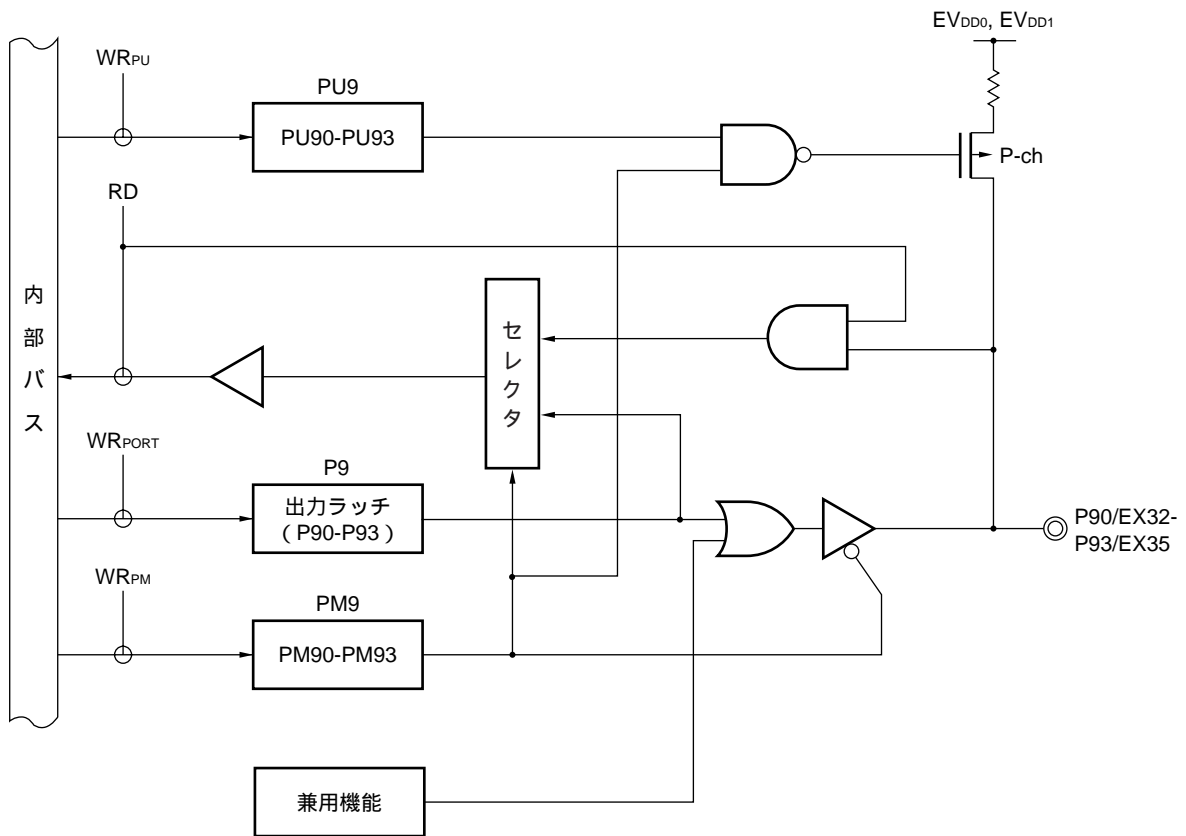 EVDD0, EVDD1
WRPU
PU9
PU90-PU93
P-ch
RD
内部バス
セレクタ
WRPORT
P9
出力ラッチ
（P90-P93）
P90/EX32-
P93/EX35
WRPM
PM9
PM90-PM93
兼用機能